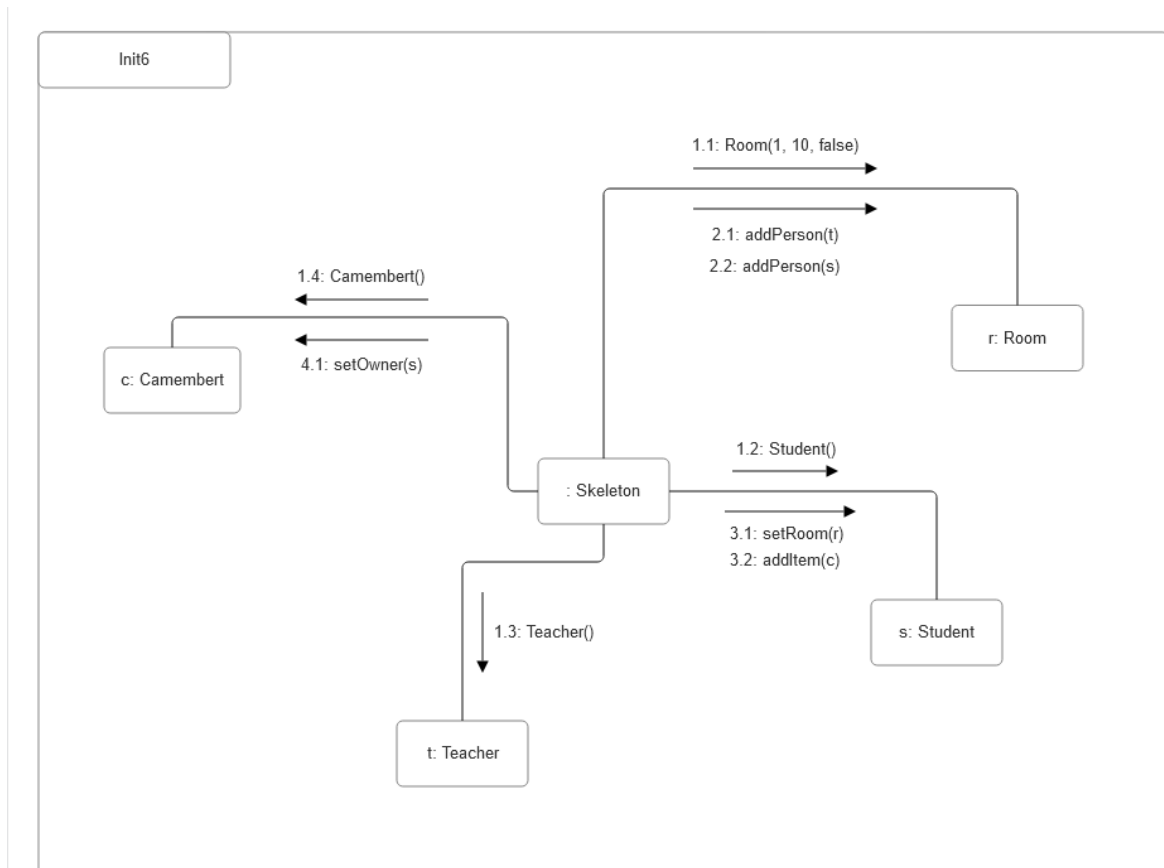 Init6
1.1: Room(1, 10, false)
2.1: addPerson(t)
2.2: addPerson(s)
1.4: Camembert()
4.1: setOwner(s)
c: Camembert
r: Room
: Skeleton
1.2: Student()
3.1: setRoom(r)
3.2: addItem(c)
1.3: Teacher()
s: Student
t: Teacher